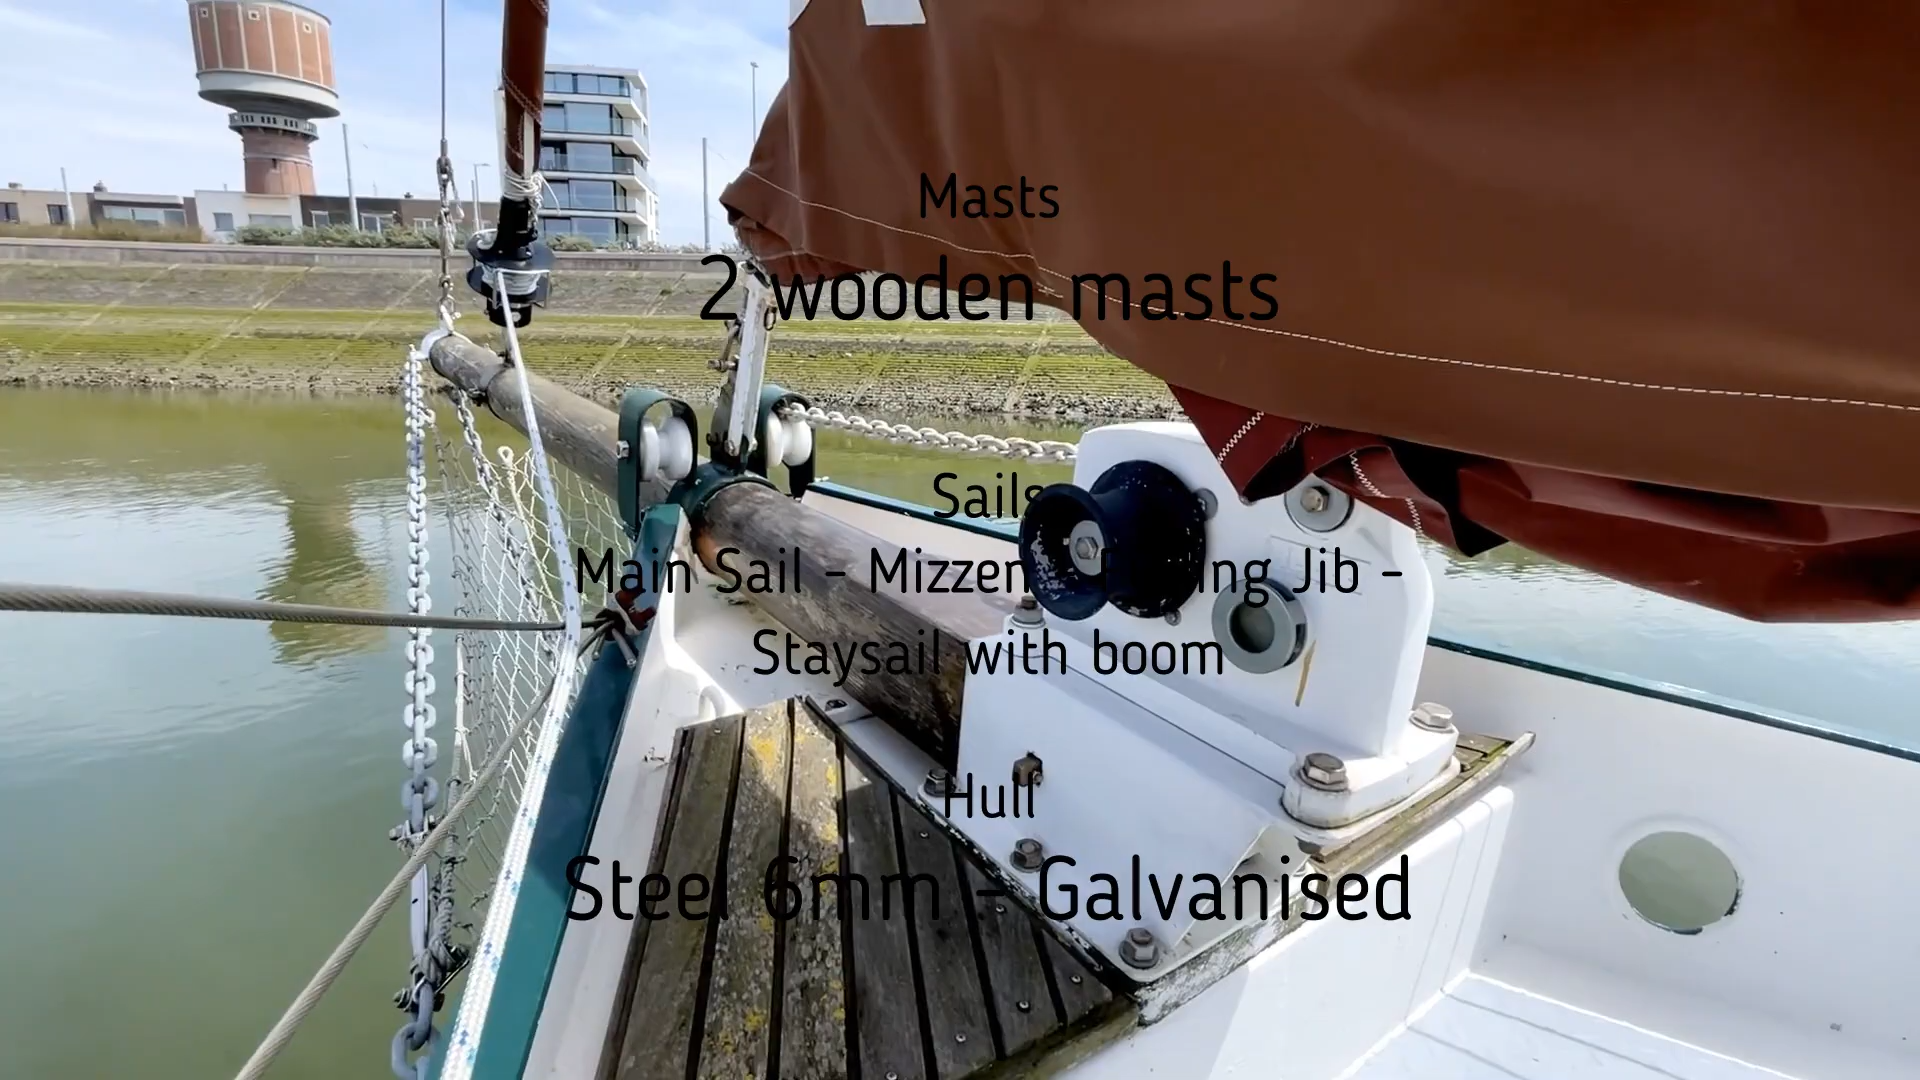 Masts
2 wooden masts
Sails
Main Sail - Mizzen - Jib -
Staysail with boom
Hull
Steel 6mm - Galvanised